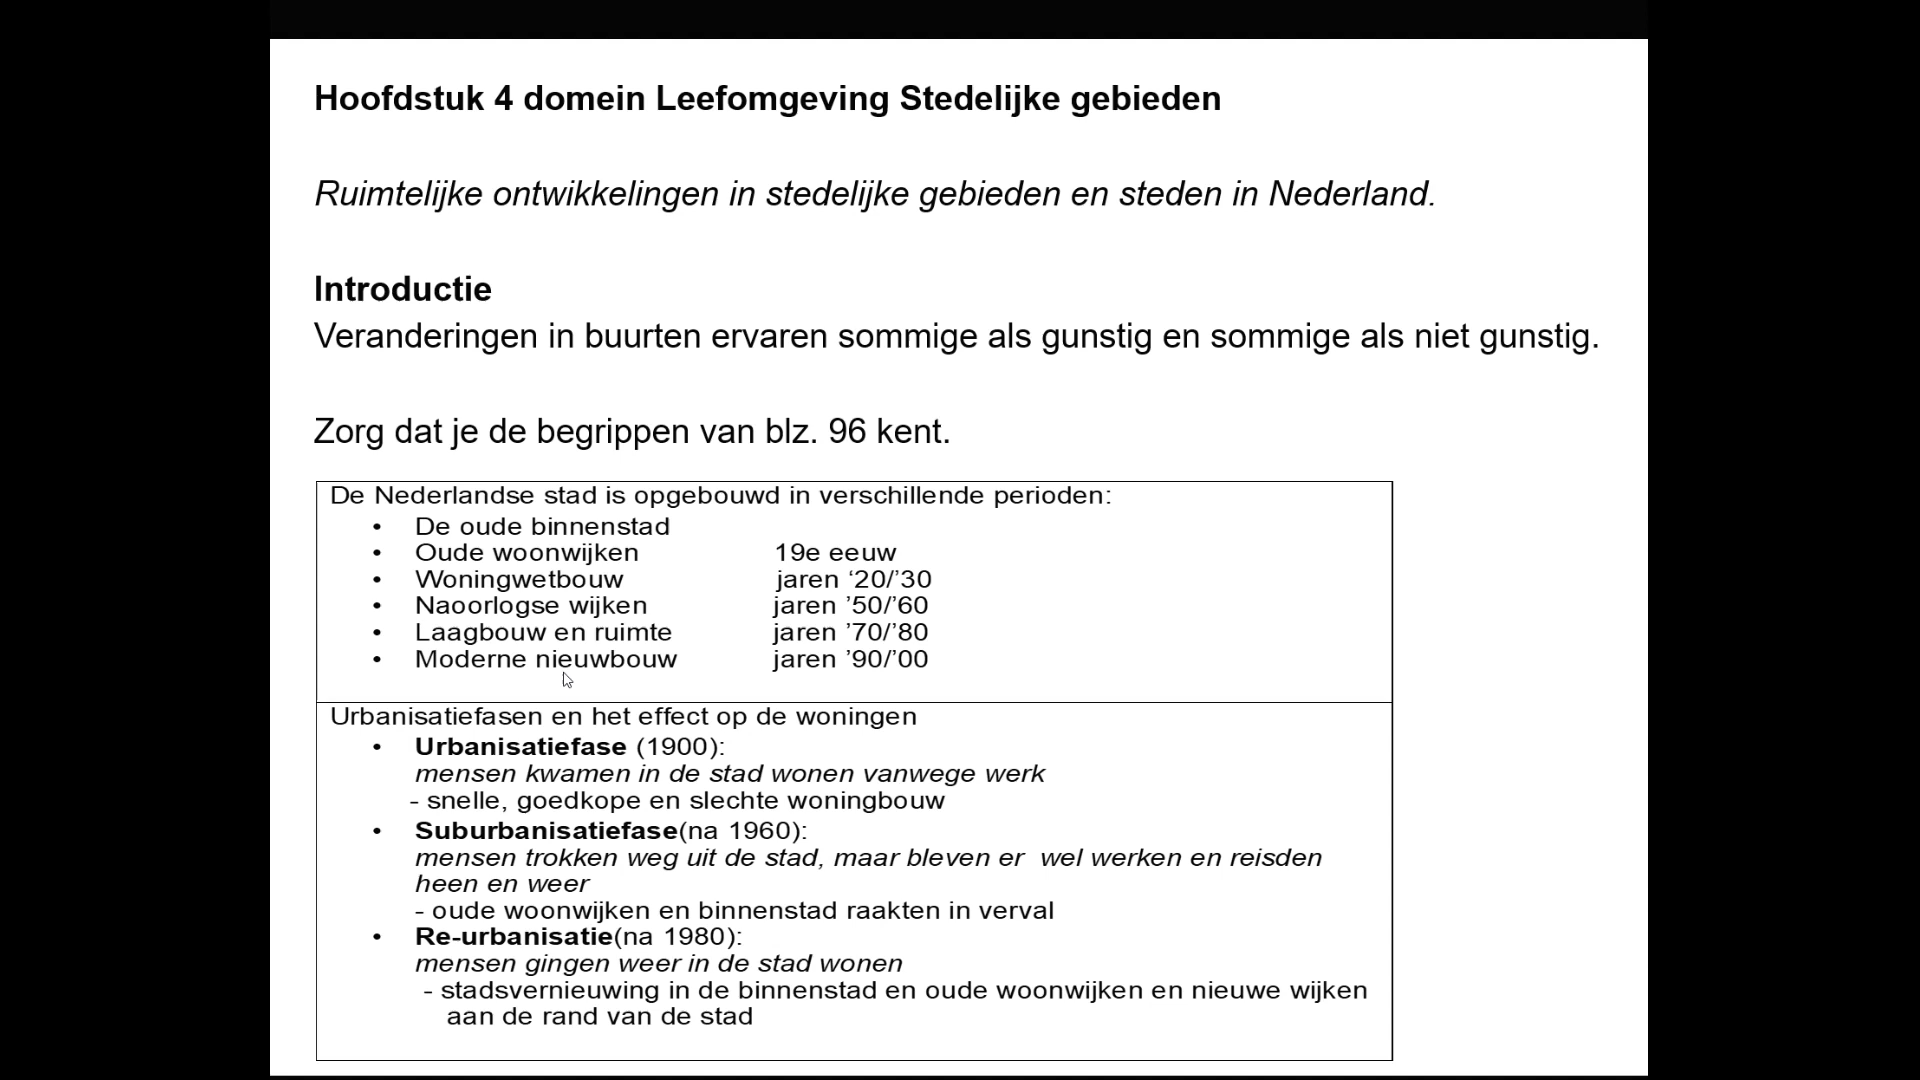 Hoofdstuk 4 domein Leefomgeving Stedelijke gebieden
Ruimtelijke ontwikkelingen in stedelijke gebieden en steden in Nederland.
Introductie
Veranderingen in buurten ervaren sommige als gunstig en sommige als niet gunstig.
Zorg dat je de begrippen van blz. 96 kent.
De Nederlandse stad is opgebouwd in verschillende perioden:
• De oude binnenstad
• Oude woonwijken 19e eeuw
• Woningwetbouw jaren ‘20/’30
• Naoorlogse wijken jaren ’50/’60
• Laagbouw en ruimte jaren ’70/’80
• Moderne nieuwbouw jaren ’90/’00
Urbanisatiefasen en het effect op de woningen
• Urbanisatiefase (1900):
mensen kwamen in de stad wonen vanwege werk
- snelle, goedkope en slechte woningbouw
• Suburbanisatiefase(na 1960):
mensen trokken weg uit de stad, maar bleven er wel werken en reisden
heen en weer
- oude woonwijken en binnenstad raakten in verval
• Re-urbanisatie(na 1980):
mensen gingen weer in de stad wonen
- stadsvernieuwing in de binnenstad en oude woonwijken en nieuwe wijken
aan de rand van de stad